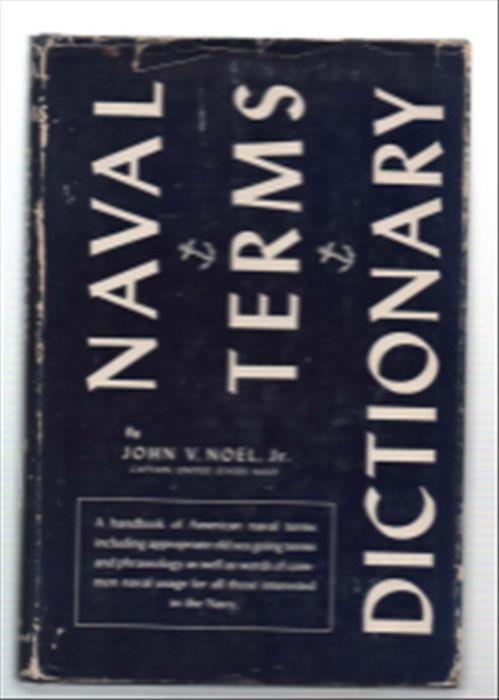 NAVAL
TERMS
DICTIONARY
By
JOHN V. NOEL, Jr.
CAPTAIN, UNITED STATES NAVY
A handbook of American naval terms
including appropriate old seagoing terms
and phraseology as well as words of com-
mon naval usage for all those interested
in the Navy.